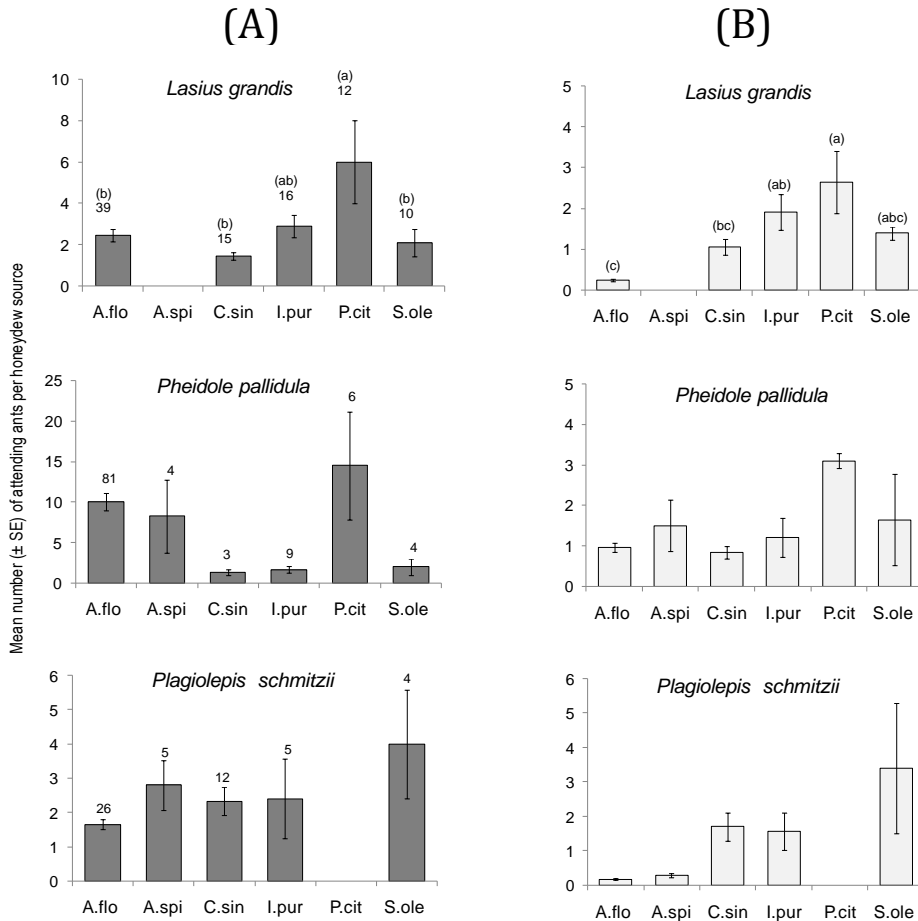 (A)
(B)
Mean number (± SE) of attending ants per honeydew source
Lasius grandis
10
8
6
4
2
0
(b)
39
(b)
15
(ab)
16
(a)
12
(b)
10
A.flo A.spi C.sin I.pur P.cit S.ole
Lasius grandis
5
4
3
2
1
0
(c)
(bc)
(ab)
(a)
(abc)
A.flo A.spi C.sin I.pur P.cit S.ole
Pheidole pallidula
25
20
15
10
5
0
81
4
3
9
6
4
A.flo A.spi C.sin I.pur P.cit S.ole
Pheidole pallidula
5
4
3
2
1
0
A.flo A.spi C.sin I.pur P.cit S.ole
Plagiolepis schmitzii
6
5
4
3
2
1
0
26
5
12
5
4
A.flo A.spi C.sin I.pur P.cit S.ole
Plagiolepis schmitzii
6
5
4
3
2
1
0
A.flo A.spi C.sin I.pur P.cit S.ole